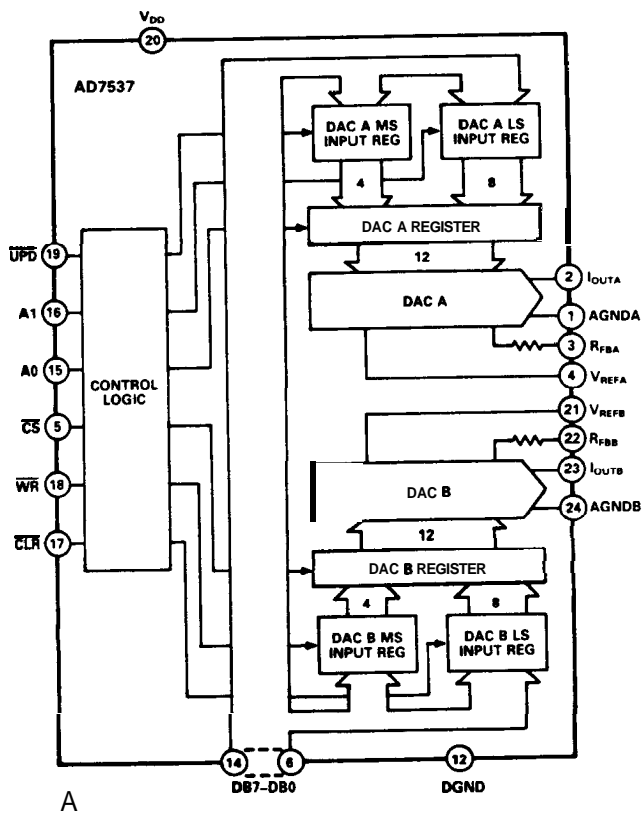 VDD
20
AD7537
DAC A MS
INPUT REG
DAC A LS
INPUT REG
4
8
DAC A REGISTER
12
DAC A
UPD
19
A1
16
A0
15
CS
5
WR
18
CLR
17
CONTROL
LOGIC
2
IOUTA
1
AGNDA
3
RFBA
4
VREFA
21
VREFB
22
RFBB
23
IOUTB
24
AGNDB
DAC B
12
DAC B REGISTER
4
8
DAC B MS
INPUT REG
DAC B LS
INPUT REG
14
6
12
DB7–DB0
DGND
A